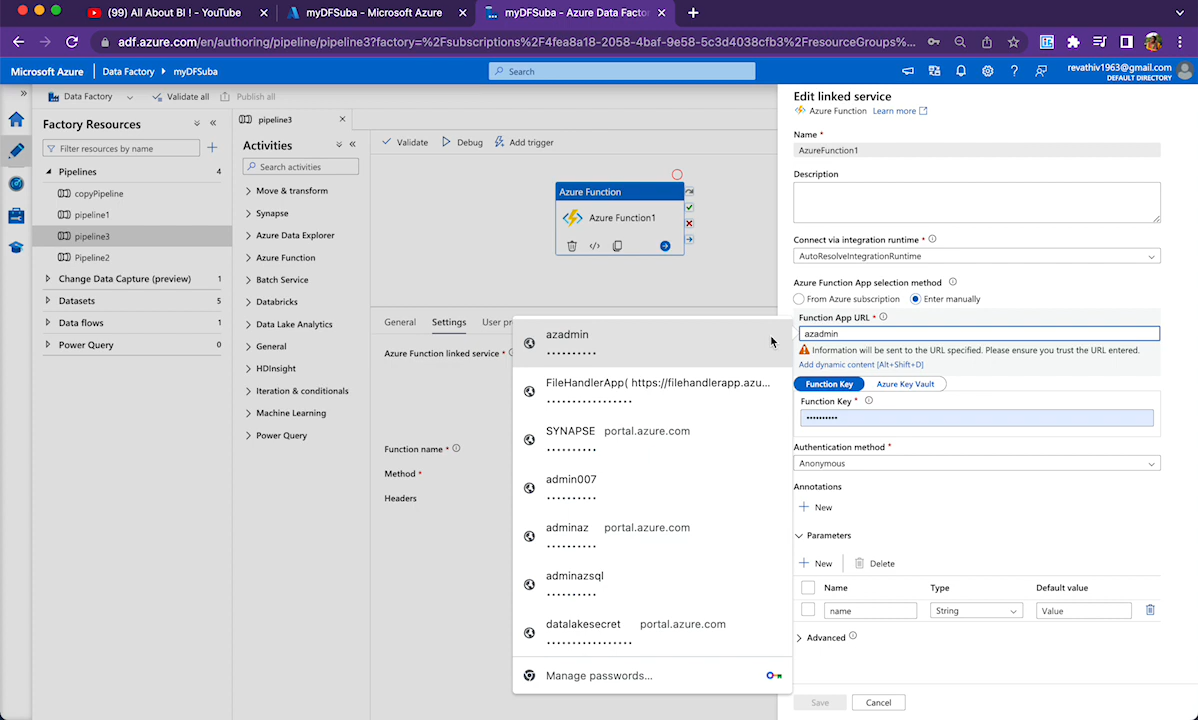 (99) All About BI ! - YouTube
myDFSuba - Microsoft Azure
myDFSuba - Azure Data Factor
adf.azure.com/en/authoring/pipeline/pipeline3?factory=%2Fsubscriptions%2F4fea8a18-2058-4baf-9e58-5c3d4038cfb3%2FresourceGroups%...
Microsoft Azure
Data Factory
myDFSuba
Search
revathiv1963@gmail.com
DEFAULT DIRECTORY
Data Factory
Validate all
Publish all
Factory Resources
Filter resources by name
Pipelines 4
copyPipeline
pipeline1
pipeline3
Pipeline2
Change Data Capture (preview) 1
Datasets 5
Data flows 1
Power Query 0
pipeline3
Activities
Search activities
Move & transform
Synapse
Azure Data Explorer
Azure Function
Batch Service
Databricks
Data Lake Analytics
General
HDInsight
Iteration & conditionals
Machine Learning
Power Query
Validate
Debug
Add trigger
Azure Function
Azure Function1
General
Settings
User pr
Azure Function linked service *
Function name *
Method *
Headers
azadmin
••••••••••
FileHandlerApp( https://filehandlerapp.azu...
•••••••••••••••••
SYNAPSE portal.azure.com
••••••••••
admin007
••••••••••
adminaz portal.azure.com
••••••••••
adminazsql
••••••••••
datalakesecret portal.azure.com
•••••••••••••••••
Manage passwords...
Edit linked service
Azure Function Learn more
Name *
AzureFunction1
Description
Connect via integration runtime *
AutoResolveIntegrationRuntime
Azure Function App selection method
From Azure subscription
Enter manually
Function App URL *
azadmin
Information will be sent to the URL specified. Please ensure you trust the URL entered.
Add dynamic content [Alt+Shift+D]
Function Key
Azure Key Vault
Function Key *
••••••••••
Authentication method *
Anonymous
Annotations
New
Parameters
New
Delete
Name Type Default value
name String Value
Advanced
Save
Cancel